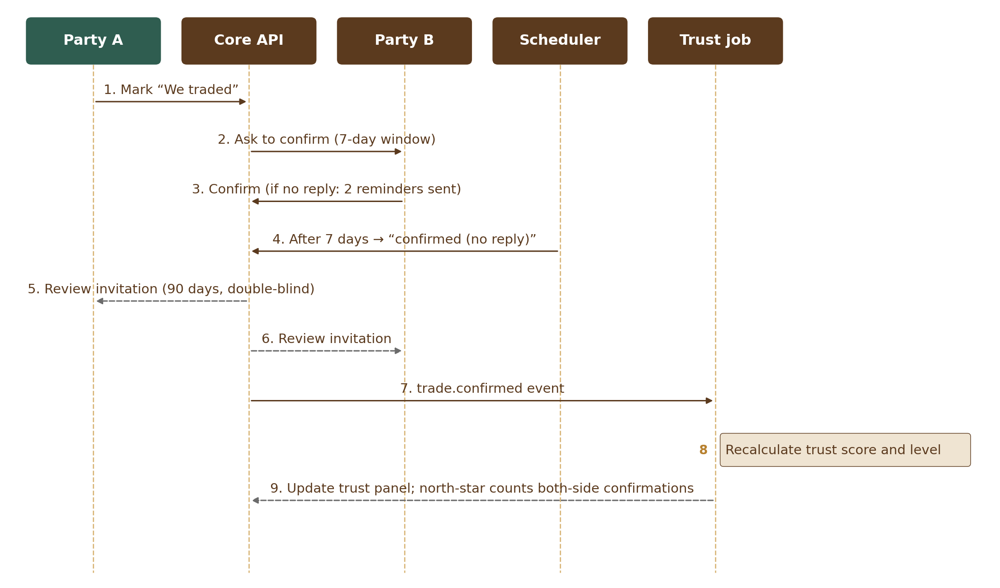 Party A
Core API
Party B
Scheduler
Trust job
1. Mark “We traded”
2. Ask to confirm (7-day window)
3. Confirm (if no reply: 2 reminders sent)
4. After 7 days → “confirmed (no reply)”
5. Review invitation (90 days, double-blind)
6. Review invitation
7. trade.confirmed event
8 Recalculate trust score and level
9. Update trust panel; north-star counts both-side confirmations